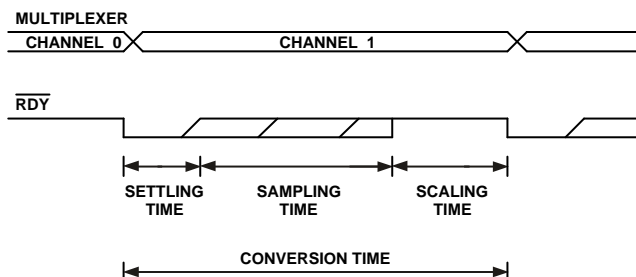 MULTIPLEXER
CHANNEL 0 CHANNEL 1
RDY
SETTLING TIME
SAMPLING TIME
SCALING TIME
CONVERSION TIME